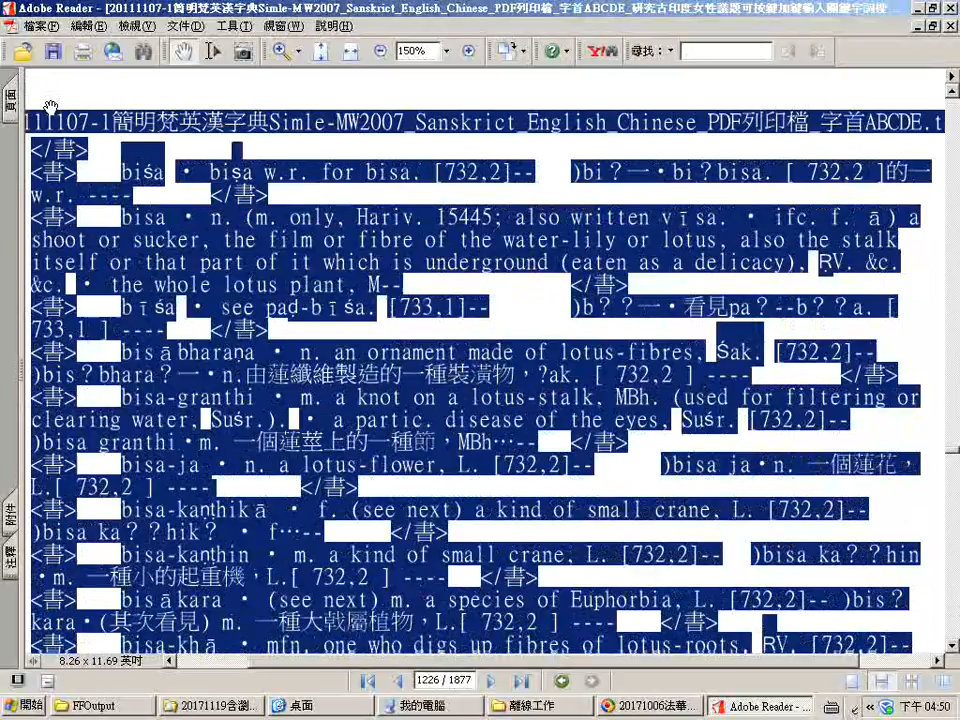 Adobe Reader - [20111107-1簡明梵英漢字典Simle-MW2007_Sanskrict_English_Chinese_PDF列印檔_字首ABCDE_研究古印度女性議題可按鍵加鍵輸入關鍵字詞搜
檔案(F) 編輯(E) 檢視(V) 文件(D) 工具(T) 視窗(W) 說明(H)
150% 尋找：
頁面
111107-1簡明梵英漢字典Simle-MW2007_Sanskrict_English_Chinese_PDF列印檔_字首ABCDE.t
</書>
<書> biśa ・ biṣa w.r. for bisa. [732,2]-- )bi？一・bi？bisa. [ 732,2 ]的一
w.r. ---- </書>
<書> bisa ・ n. (m. only, Hariv. 15445; also written vīsa. ・ ifc. f. ā) a
shoot or sucker, the film or fibre of the water-lily or lotus, also the stalk
itself or that part of it which is underground (eaten as a delicacy), ṚV. &c.
&c. ・ the whole lotus plant, M-- </書>
<書> bīśa ・ see paḍ-bīśa. [733,1]-- )b？？一・看見pa？--b？？a. [
733,1 ] ---- </書>
<書> bisābharaṇa ・ n. an ornament made of lotus-fibres, Śak. [732,2]--
)bis？bhara？一・n.由蓮纖維製造的一種裝潢物，?ak. [ 732,2 ] ---- </書>
<書> bisa-granthi ・ m. a knot on a lotus-stalk, MBh. (used for filtering or
clearing water, Suśr.). ・ a partic. disease of the eyes, Suśr. [732,2]--
)bisa granthi・m. 一個蓮莖上的一種節，MBh…-- </書>
<書> bisa-ja ・ n. a lotus-flower, L. [732,2]-- )bisa ja・n. 一個蓮花，
L.[ 732,2 ] ---- </書>
<書> bisa-kaṇṭhikā ・ f. (see next) a kind of small crane, L. [732,2]--
)bisa ka？？hik？ ・ f…-- </書>
<書> bisa-kaṇṭhin ・ m. a kind of small crane, L. [732,2]-- )bisa ka？？hin
・m. 一種小的起重機，L.[ 732,2 ] ---- </書>
<書> bisākara ・ (see next) m. a species of Euphorbia, L. [732,2]-- )bis？
kara・(其次看見) m. 一種大戟屬植物，L.[ 732,2 ] ---- </書>
<書> bisa-khā ・ mfn. one who digs up fibres of lotus-roots, ṚV. [732,2]--
附件
註釋
8.26 x 11.69 英吋
1226 / 1877
開始 FFOutput 20171119含瀏... 桌面 我的電腦 離線工作 20171006法華... Adobe Reader - [... 下午 04:50